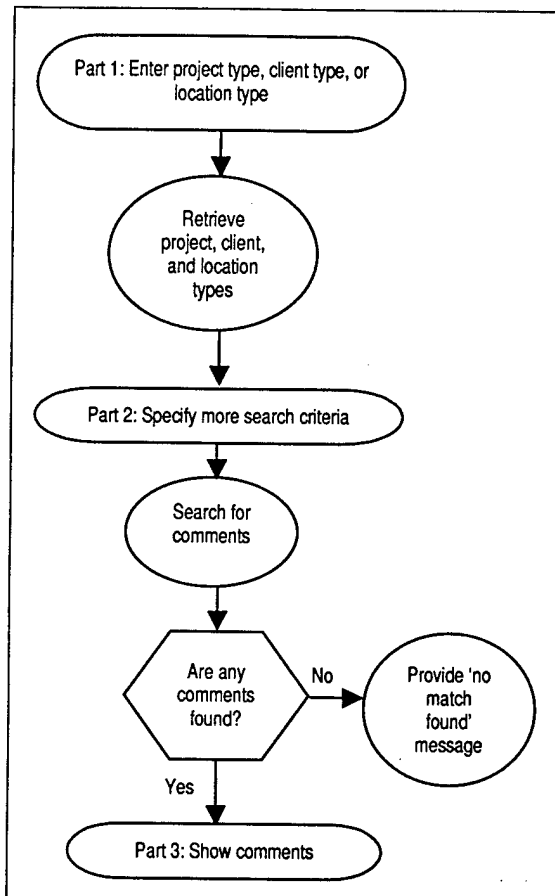 Part 1: Enter project type, client type, or
location type
Retrieve
project, client,
and location
types
Part 2: Specify more search criteria
Search for
comments
Are any
comments
found?
No
Provide 'no
match
found'
message
Yes
Part 3: Show comments